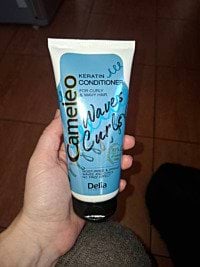 Cameleo
KERATIN
CONDITIONER
FOR CURLY
& WAVY HAIR
Waves
Curls
Delia